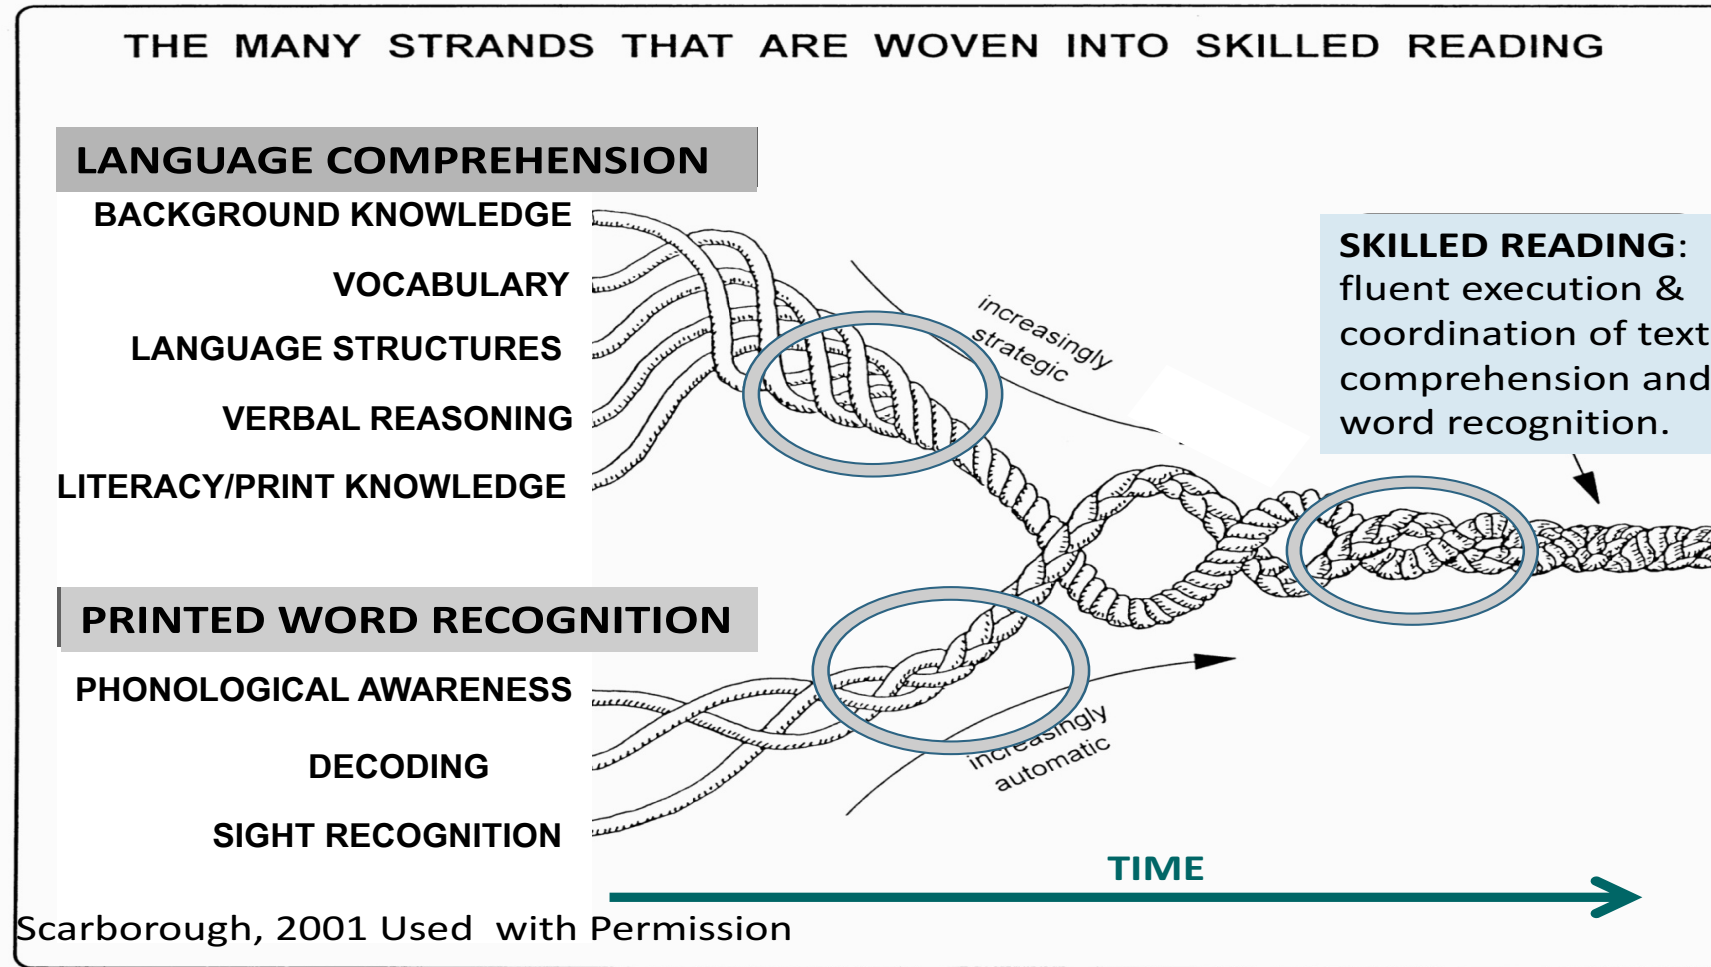 THE MANY STRANDS THAT ARE WOVEN INTO SKILLED READING
LANGUAGE COMPREHENSION
BACKGROUND KNOWLEDGE
VOCABULARY
LANGUAGE STRUCTURES
VERBAL REASONING
LITERACY/PRINT KNOWLEDGE
increasingly
strategic
SKILLED READING:
fluent execution &
coordination of text
comprehension and
word recognition.
PRINTED WORD RECOGNITION
PHONOLOGICAL AWARENESS
DECODING
SIGHT RECOGNITION
increasingly
automatic
TIME
Scarborough, 2001 Used with Permission